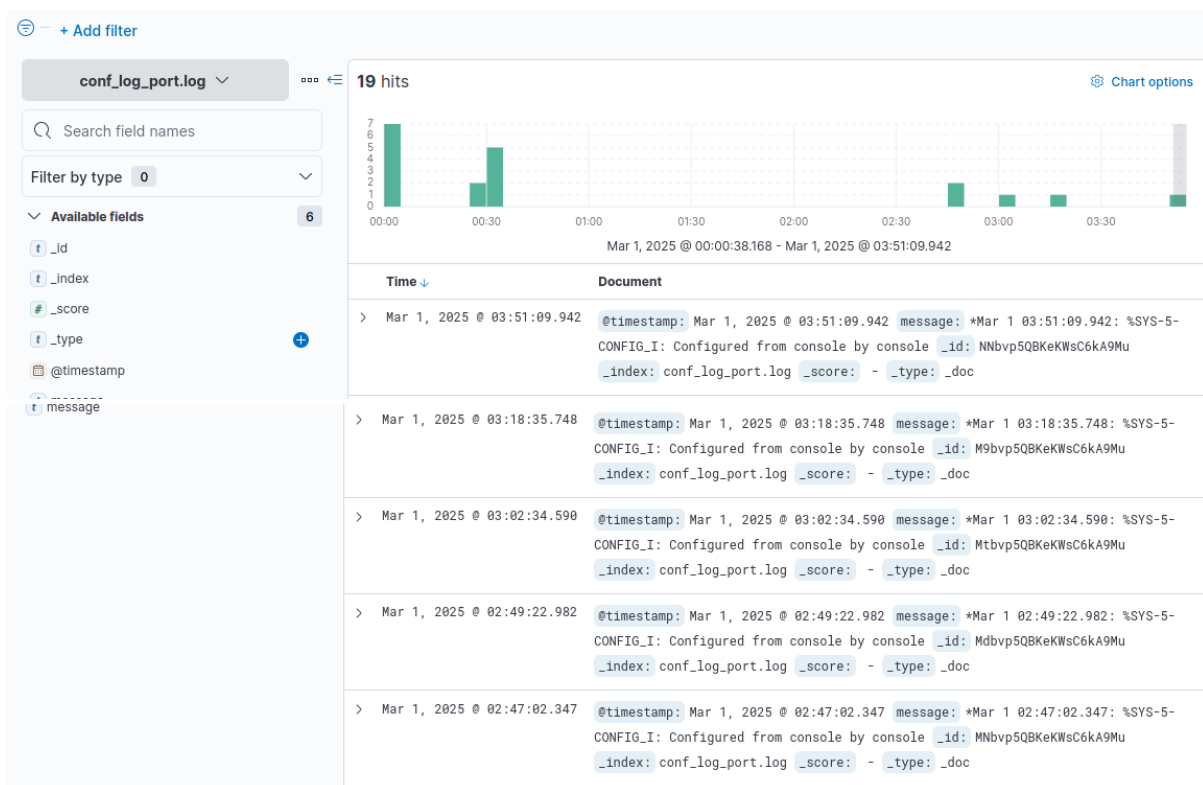 + Add filter
conf_log_port.log
19 hits
Chart options
Search field names
Filter by type 0
Available fields 6
t _id
t _index
# _score
t _type
@timestamp
t message
7
6
5
4
3
2
1
0
00:00 00:30 01:00 01:30 02:00 02:30 03:00 03:30
Mar 1, 2025 @ 00:00:38.168 - Mar 1, 2025 @ 03:51:09.942
Time Document
Mar 1, 2025 @ 03:51:09.942 @timestamp: Mar 1, 2025 @ 03:51:09.942 message: *Mar 1 03:51:09.942: %SYS-5-
CONFIG_I: Configured from console by console _id: NNbvp5QBKeKWsC6kA9Mu
_index: conf_log_port.log _score: - _type: _doc
Mar 1, 2025 @ 03:18:35.748 @timestamp: Mar 1, 2025 @ 03:18:35.748 message: *Mar 1 03:18:35.748: %SYS-5-
CONFIG_I: Configured from console by console _id: M9bvp5QBKeKWsC6kA9Mu
_index: conf_log_port.log _score: - _type: _doc
Mar 1, 2025 @ 03:02:34.590 @timestamp: Mar 1, 2025 @ 03:02:34.590 message: *Mar 1 03:02:34.590: %SYS-5-
CONFIG_I: Configured from console by console _id: Mtbvp5QBKeKWsC6kA9Mu
_index: conf_log_port.log _score: - _type: _doc
Mar 1, 2025 @ 02:49:22.982 @timestamp: Mar 1, 2025 @ 02:49:22.982 message: *Mar 1 02:49:22.982: %SYS-5-
CONFIG_I: Configured from console by console _id: Mdbvp5QBKeKWsC6kA9Mu
_index: conf_log_port.log _score: - _type: _doc
Mar 1, 2025 @ 02:47:02.347 @timestamp: Mar 1, 2025 @ 02:47:02.347 message: *Mar 1 02:47:02.347: %SYS-5-
CONFIG_I: Configured from console by console _id: MNbvp5QBKeKWsC6kA9Mu
_index: conf_log_port.log _score: - _type: _doc